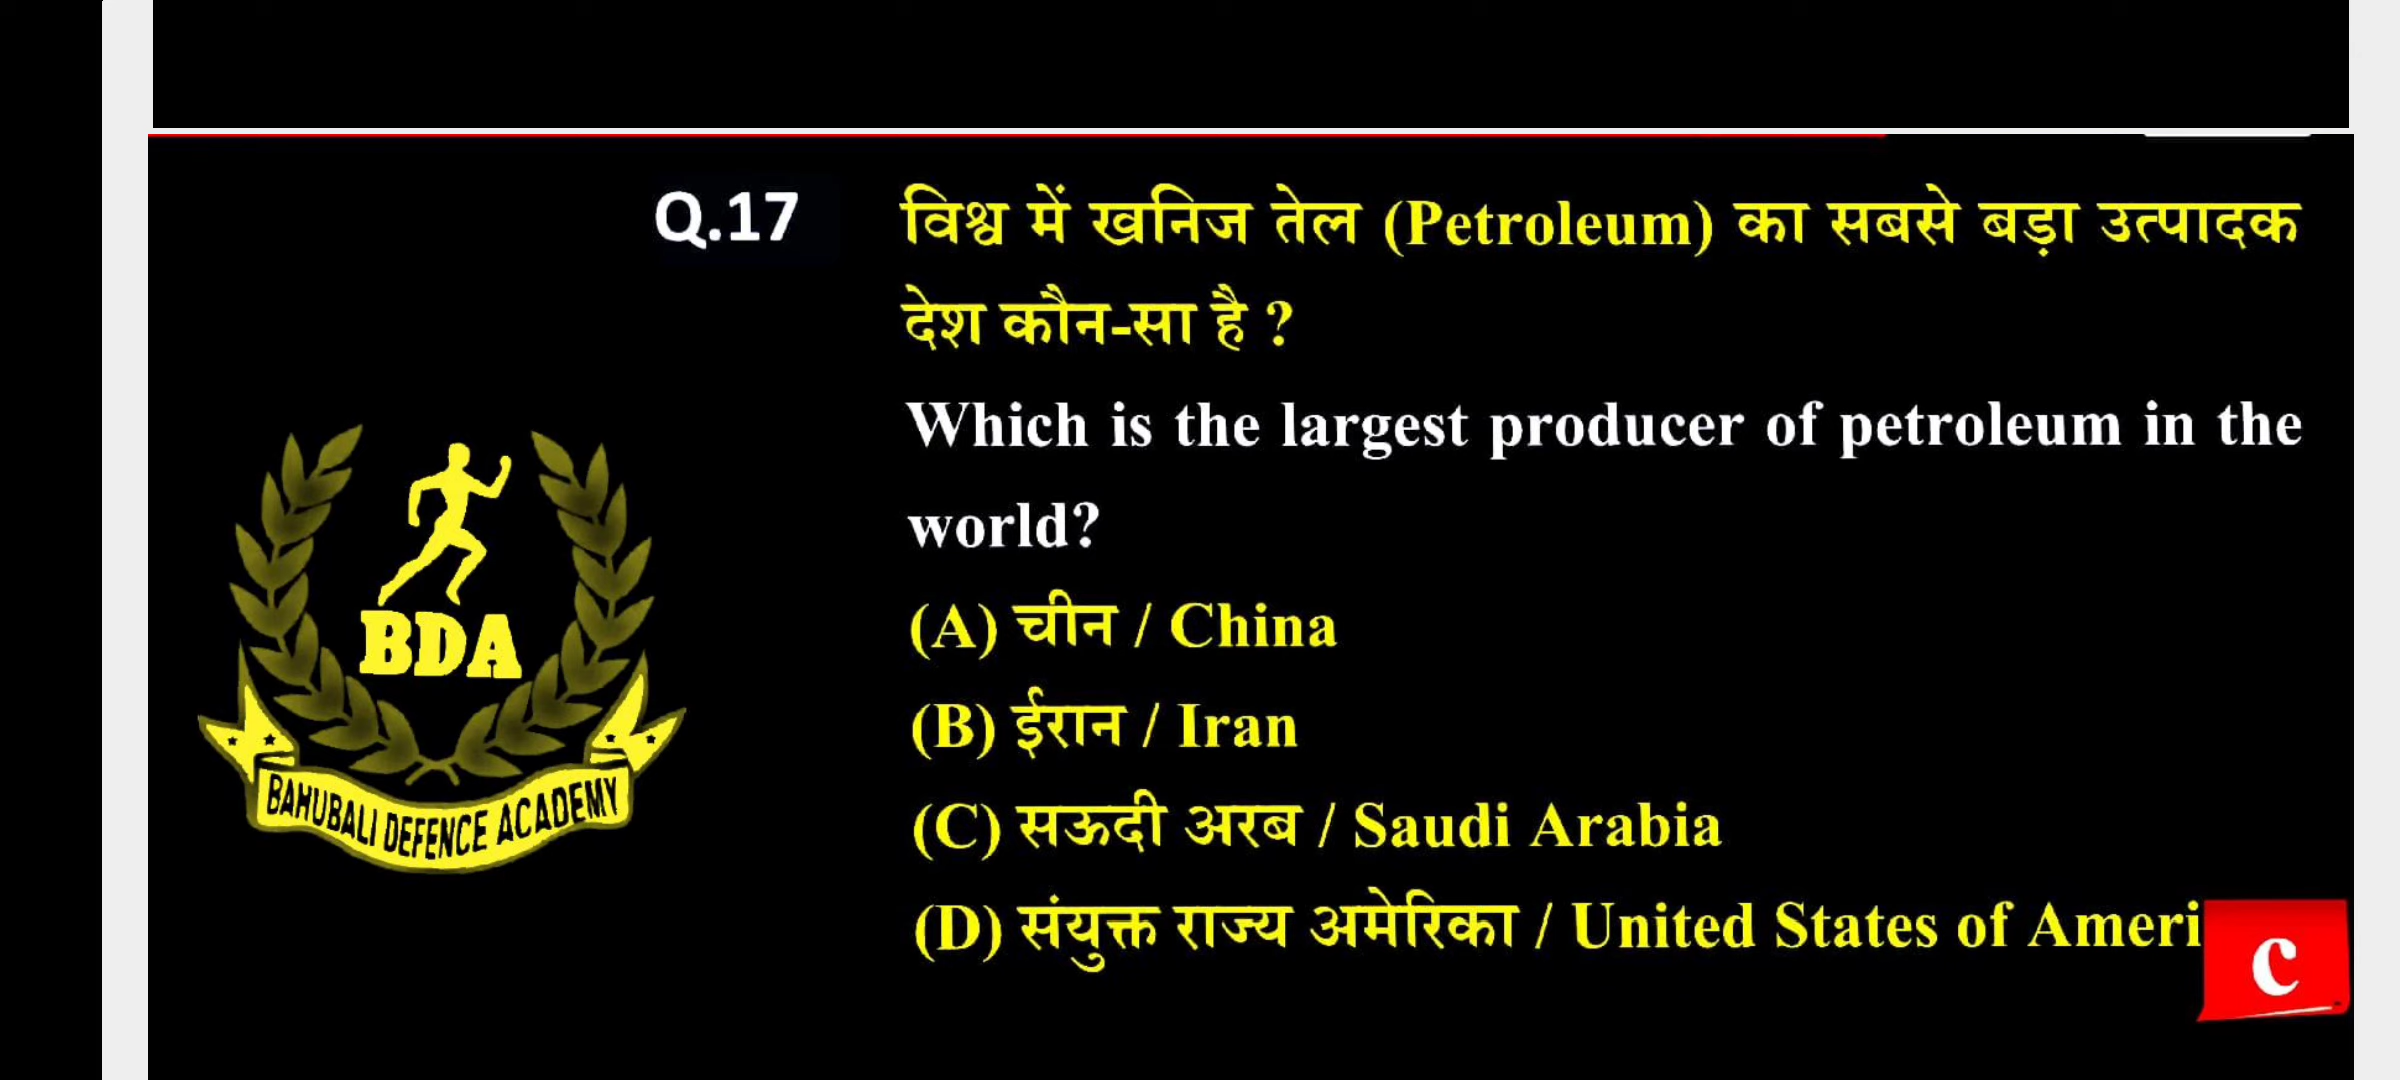 Q.17 विश्व में खनिज तेल (Petroleum) का सबसे बड़ा उत्पादक
देश कौन-सा है ?
Which is the largest producer of petroleum in the
world?
(A) चीन / China
(B) ईरान / Iran
(C) सऊदी अरब / Saudi Arabia
(D) संयुक्त राज्य अमेरिका / United States of Ameri
C
BDA
BAHUBALI DEFENCE ACADEMY